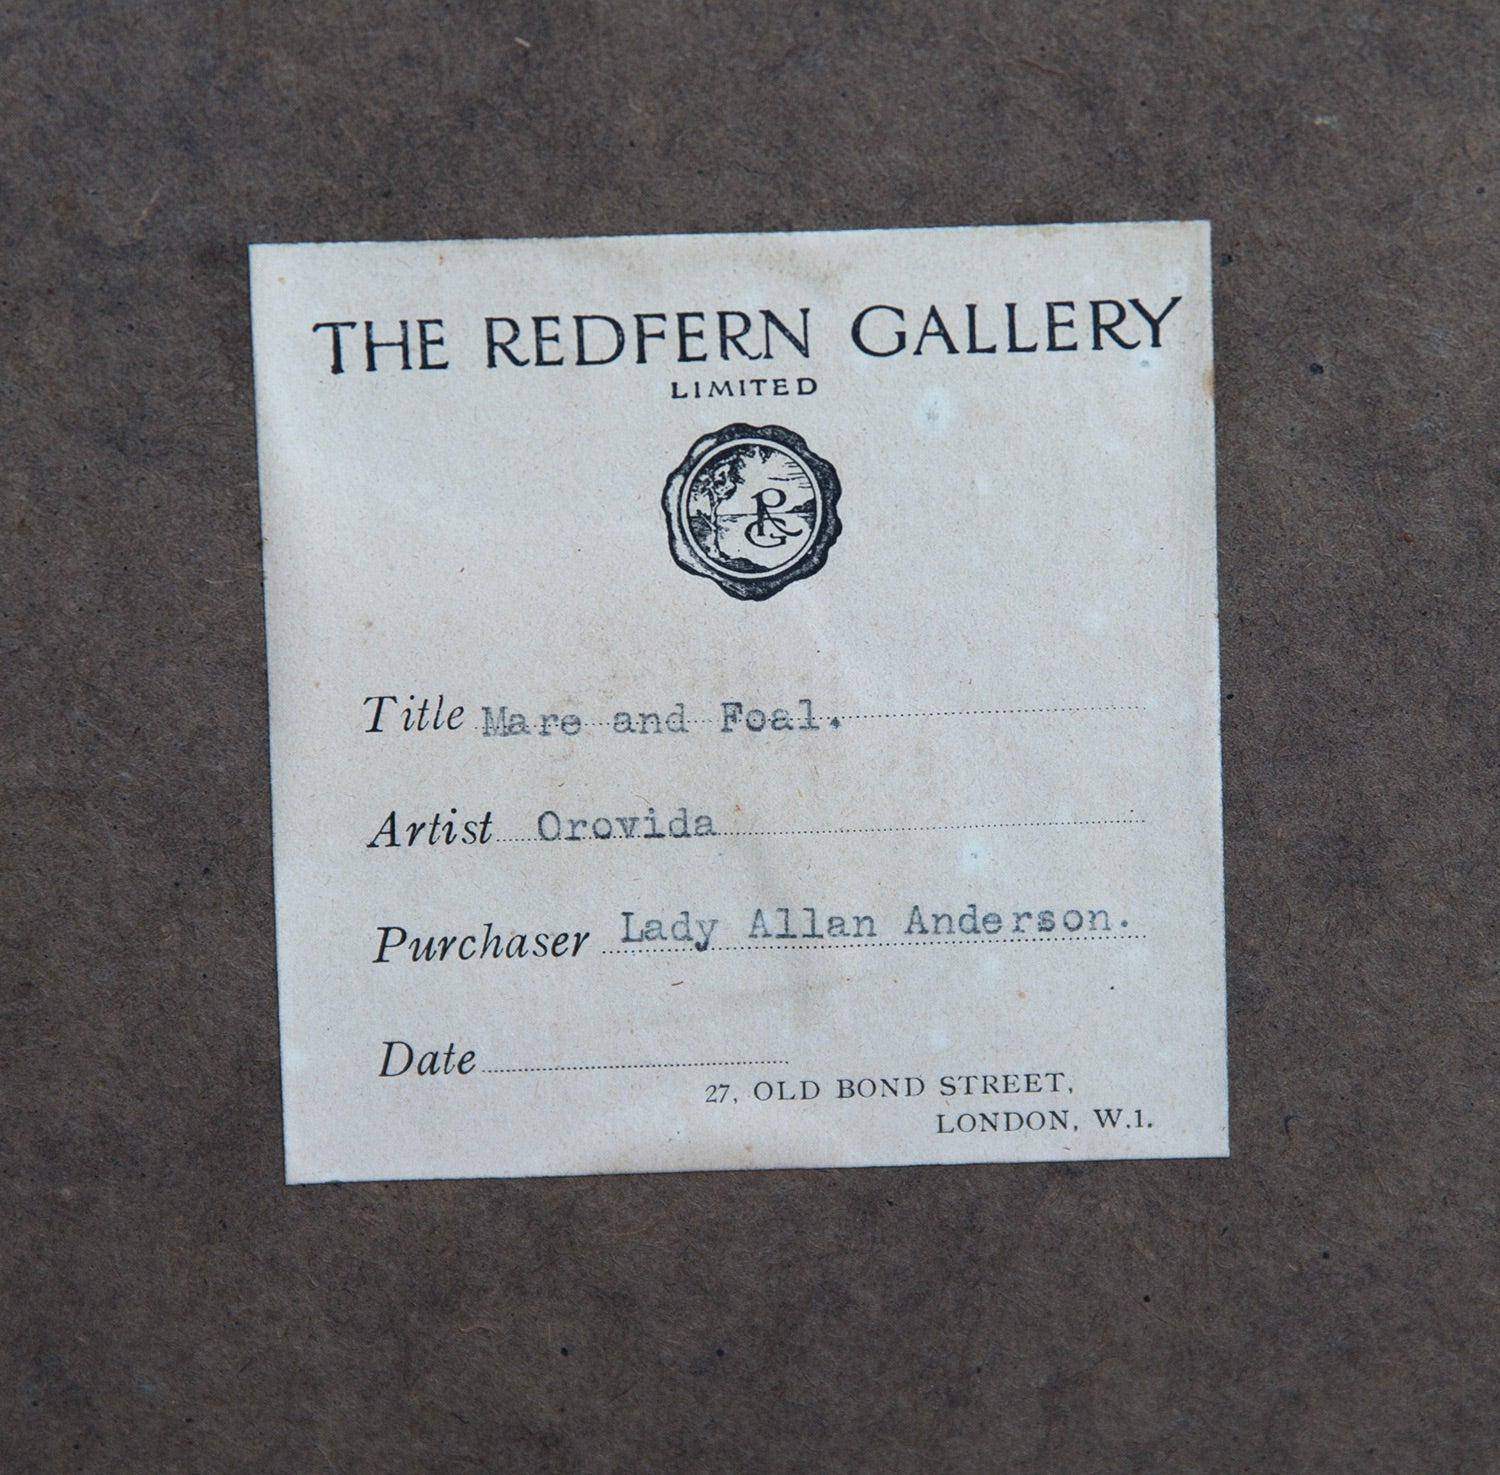 THE REDFERN GALLERY
LIMITED
RG
Title Mare and Foal.
Artist Orovida
Purchaser Lady Allan Anderson.
Date
27, OLD BOND STREET,
LONDON, W.1.